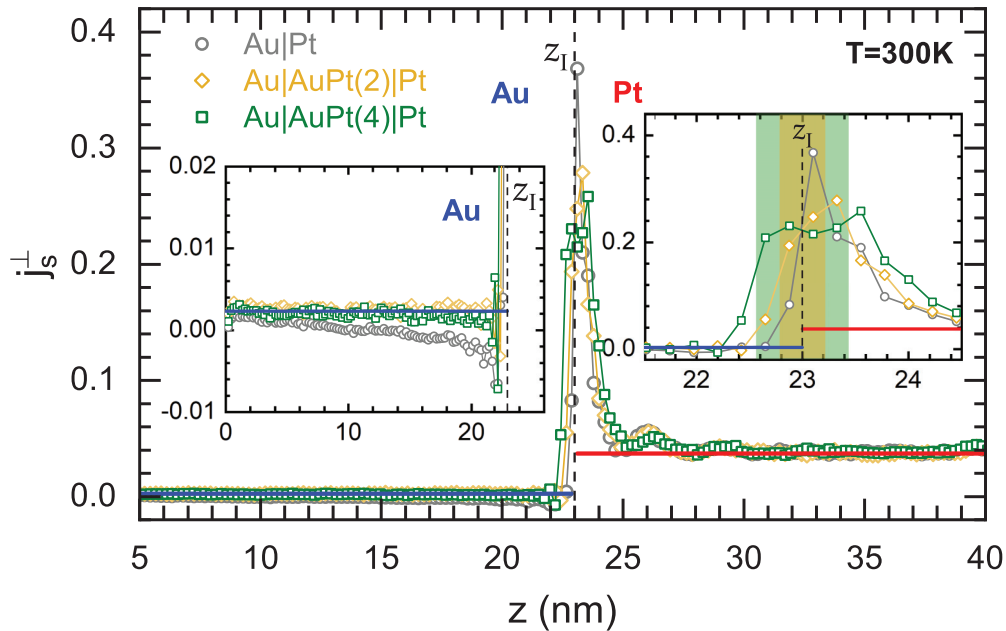 0.4
0.3
0.2
0.1
0.0
j_s^⊥
Au|Pt
Au|AuPt(2)|Pt
Au|AuPt(4)|Pt
z_I
Au
Pt
T=300K
0.02
0.01
0.00
-0.01
Au
z_I
0
10
20
0.4
0.2
0.0
z_I
22
23
24
5
10
15
20
25
30
35
40
z (nm)